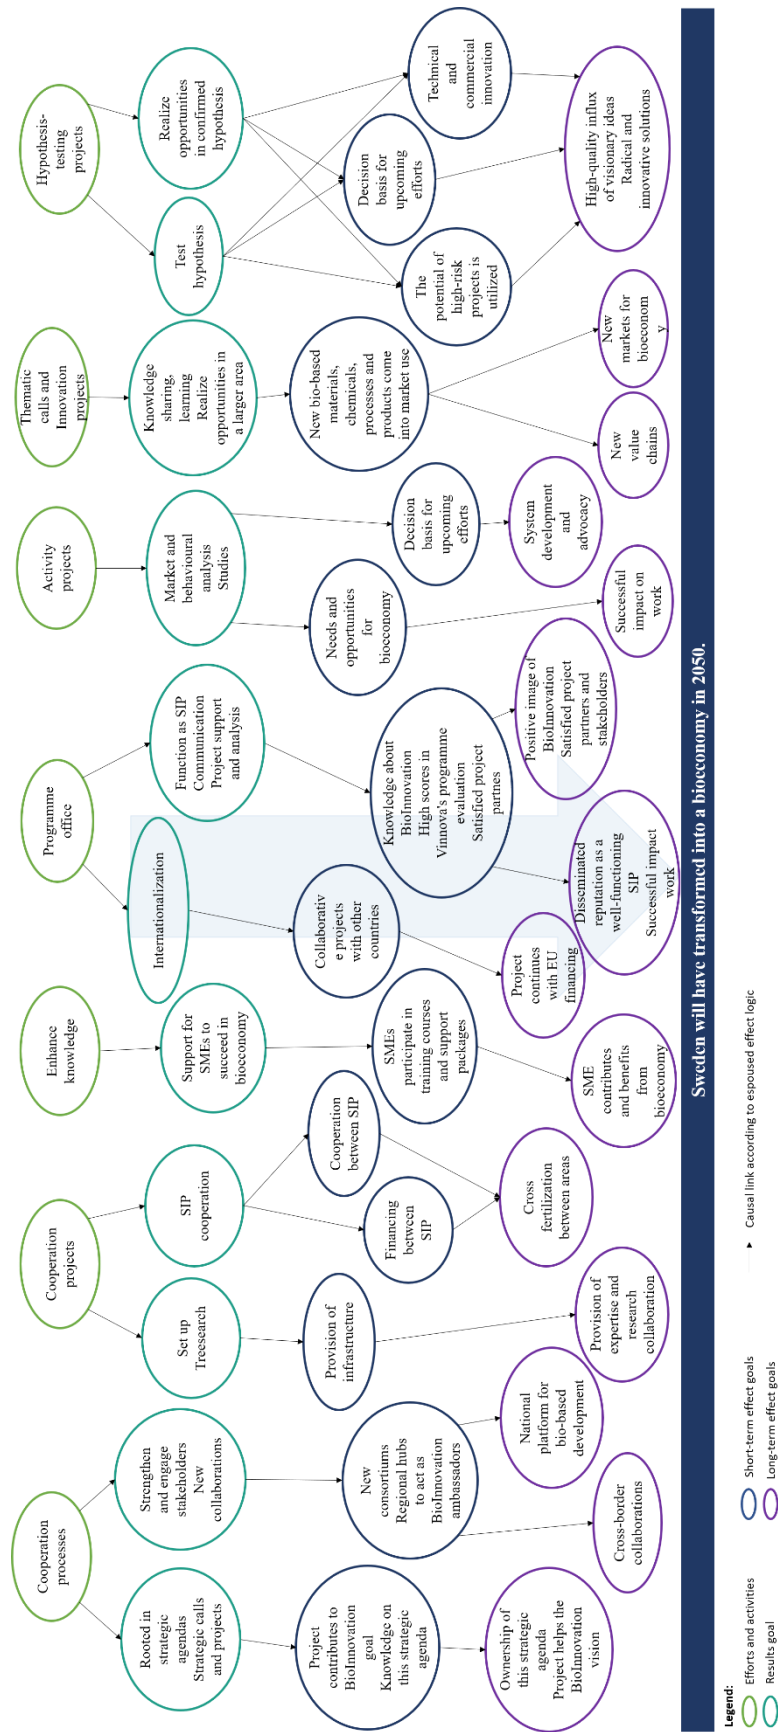 Cooperation
processes
Cooperation
projects
Enhance
knowledge
Programme
office
Activity
projects
Thematic
calls and
Innovation
projects
Hypothesis-
testing
projects
Rooted in
strategic
agendas
Strategic calls
and projects
Strengthen
and engage
stakeholders
New
collaborations
Set up
Treesearch
SIP
cooperation
Support for
SMEs to
succeed in
bioeconomy
Internationalization
Function as SIP
Communication
Project support
and analysis
Market and
behavioural
analysis
Studies
Knowledge
sharing,
learning
Realize
opportunities in
a larger area
Test
hypothesis
Realize
opportunities
in confirmed
hypothesis
Project
contributes to
BioInnovation
goal
Knowledge on
this strategic
agenda
New
consortiums
Regional hubs
to act as
BioInnovation
ambassadors
Provision of
infrastructure
Financing
between
SIP
Cooperation
between SIP
SMEs
participate in
training courses
and support
packages
Collaborativ
e projects
with other
countries
Knowledge about
BioInnovation
High scores in
Vinnova's programme
evaluation
Satisfied project
partnes
Needs and
opportunities
for
bioeconomy
Decision
basis for
upcoming
efforts
New bio-based
materials,
chemicals,
processes and
products come
into market use
The
potential of
high-risk
projects is
utilized
Decision
basis for
upcoming
efforts
Technical
and
commercial
innovation
Ownership of
this strategic
agenda
Project helps the
BioInnovation
vision
Cross-border
collaborations
National
platform for
bio-based
development
Provision of
expertise and
research
collaboration
Cross
fertilization
between areas
SME
contributes
and benefits
from
bioeconomy
Project
continues
with EU
financing
Disseminated
reputation as a
well-functioning
SIP
Successful impact
work
Positive image of
BioInnovation
Satisfied project
partners and
stakeholders
Successful
impact on
work
System
development
and
advocacy
New
value
chains
New
markets for
bioeconom
y
High-quality influx
of visionary ideas
Radical and
innovative solutions
Sweden will have transformed into a bioeconomy in 2050.
Legend:
Efforts and activities
Results goal
Short-term effect goals
Long-term effect goals
Causal link according to espoused effect logic